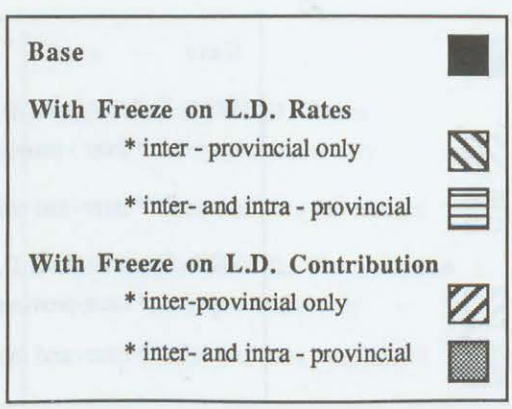 Base
With Freeze on L.D. Rates
* inter - provincial only
* inter- and intra - provincial
With Freeze on L.D. Contribution
* inter-provincial only
* inter- and intra - provincial